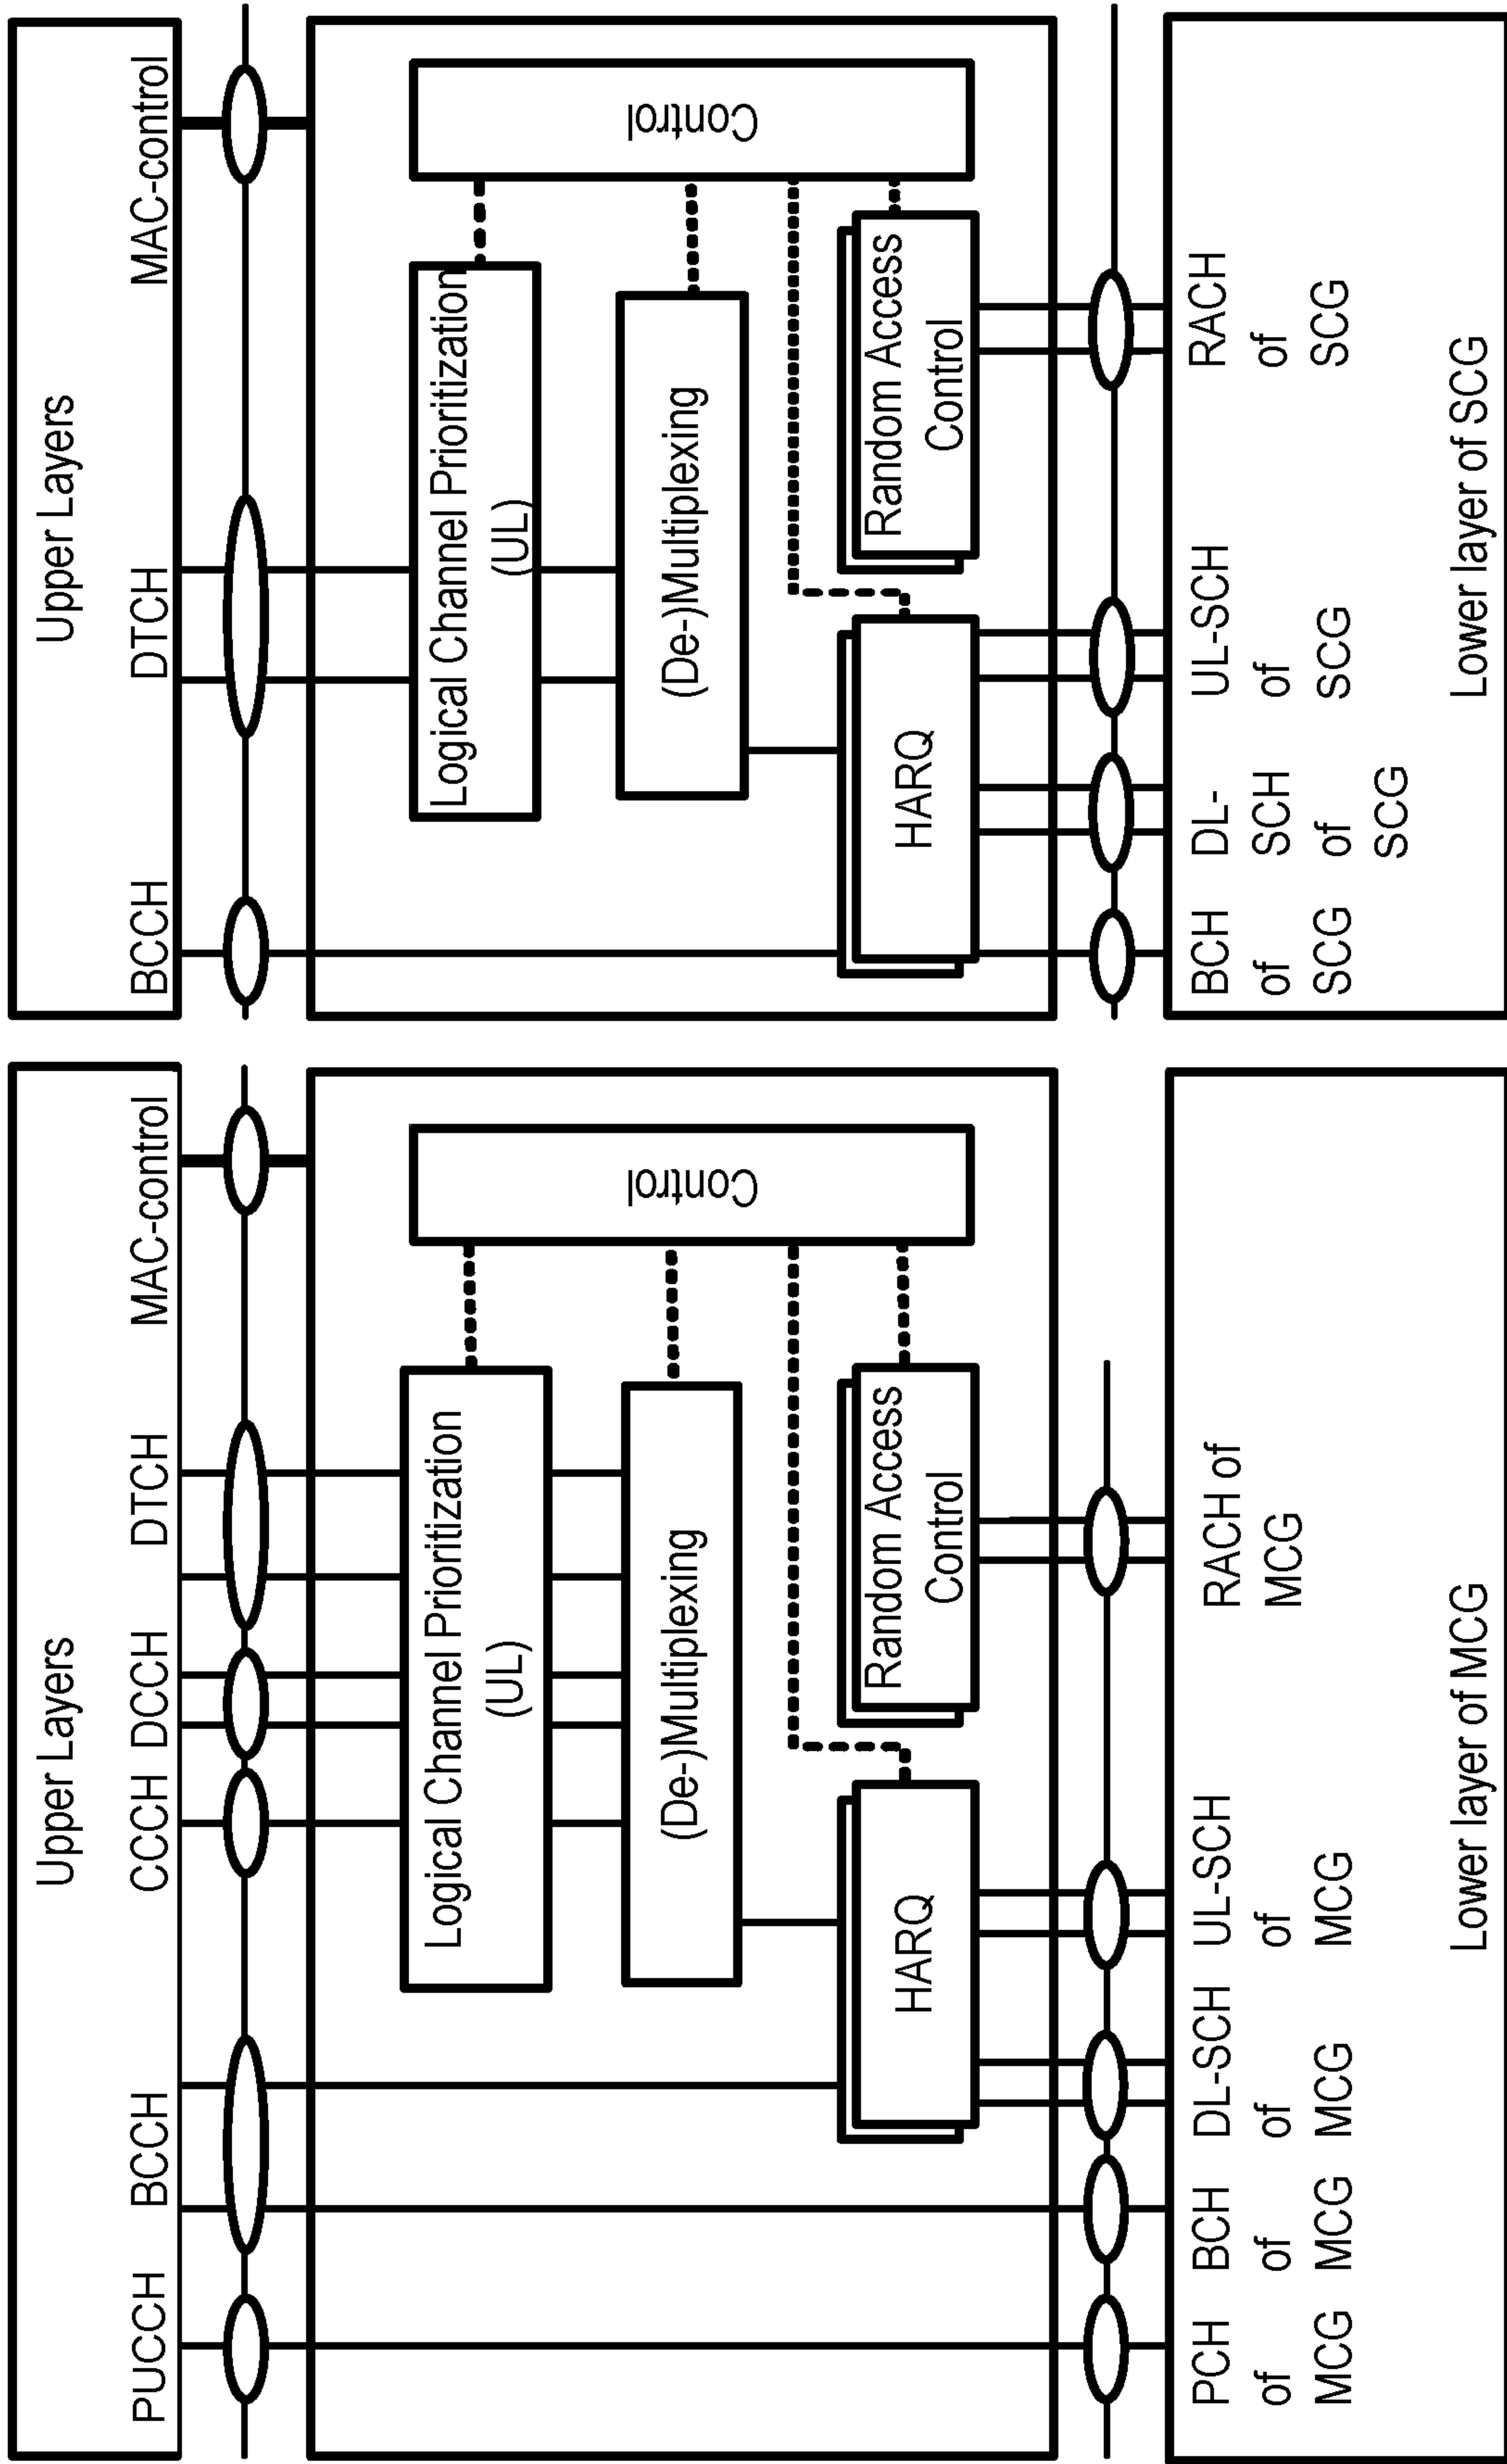 Upper Layers
PUCCH
BCCH
CCCH
DCCH
DTCH
MAC-control
Logical Channel Prioritization
(UL)
(De-)Multiplexing
HARQ
Random Access
Control
Control
PCH
of
MCG
BCH
of
MCG
DL-SCH
of
MCG
UL-SCH
of
MCG
RACH of
MCG
Lower layer of MCG
Upper Layers
BCCH
DTCH
MAC-control
Logical Channel Prioritization
(UL)
(De-)Multiplexing
HARQ
Random Access
Control
Control
BCH
of
SCG
DL-
SCH
of
SCG
UL-SCH
of
SCG
RACH
of
SCG
Lower layer of SCG